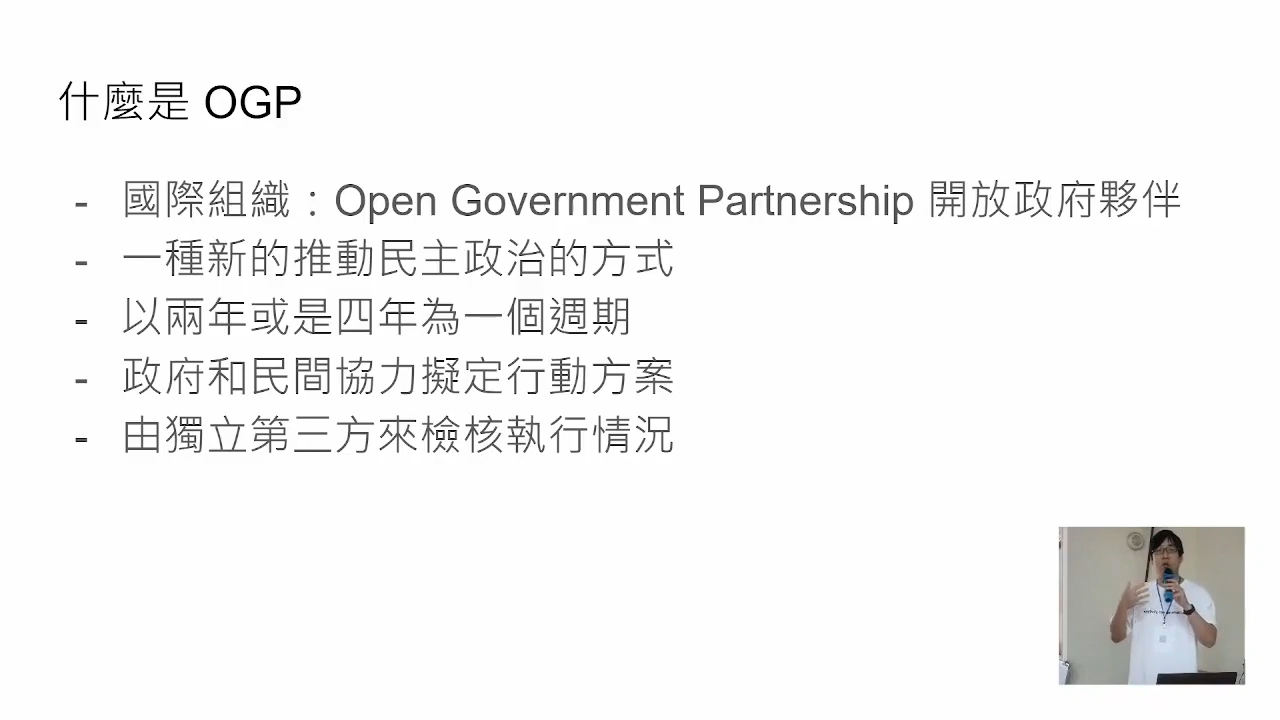 什麼是 OGP
- 國際組織：Open Government Partnership 開放政府夥伴
- 一種新的推動民主政治的方式
- 以兩年或是四年為一個週期
- 政府和民間協力擬定行動方案
- 由獨立第三方來檢核執行情況